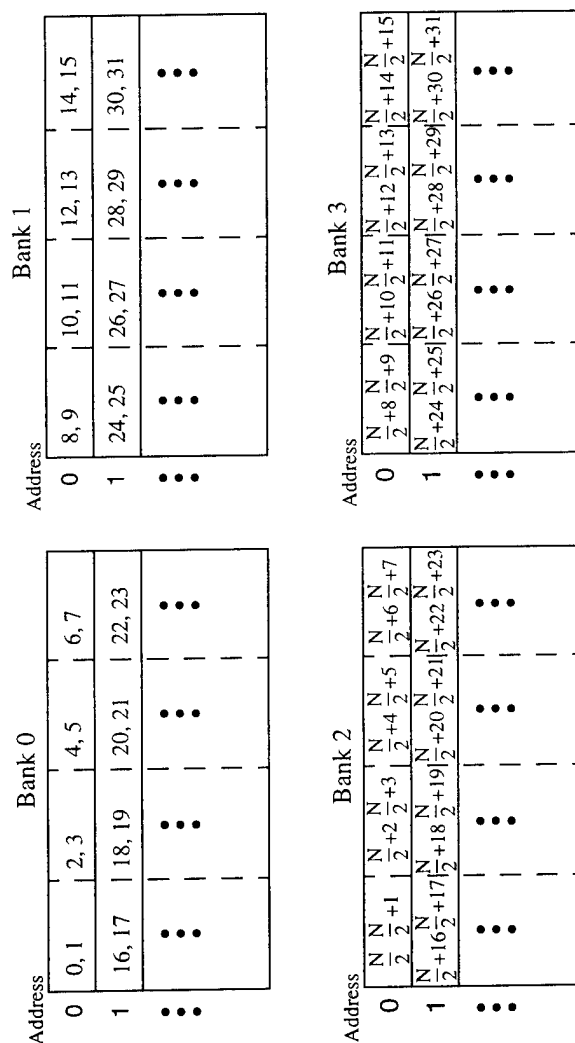 Bank 0
Address
0 0, 1 2, 3 4, 5 6, 7
1 16, 17 18, 19 20, 21 22, 23
Bank 1
Address
0 8, 9 10, 11 12, 13 14, 15
1 24, 25 26, 27 28, 29 30, 31
Bank 2
Address
0 N/2 N/2+1 N/2+2 N/2+3 N/2+4 N/2+5 N/2+6 N/2+7
1 N/2+16 N/2+17 N/2+18 N/2+19 N/2+20 N/2+21 N/2+22 N/2+23
Bank 3
Address
0 N/2+8 N/2+9 N/2+10 N/2+11 N/2+12 N/2+13 N/2+14 N/2+15
1 N/2+24 N/2+25 N/2+26 N/2+27 N/2+28 N/2+29 N/2+30 N/2+31